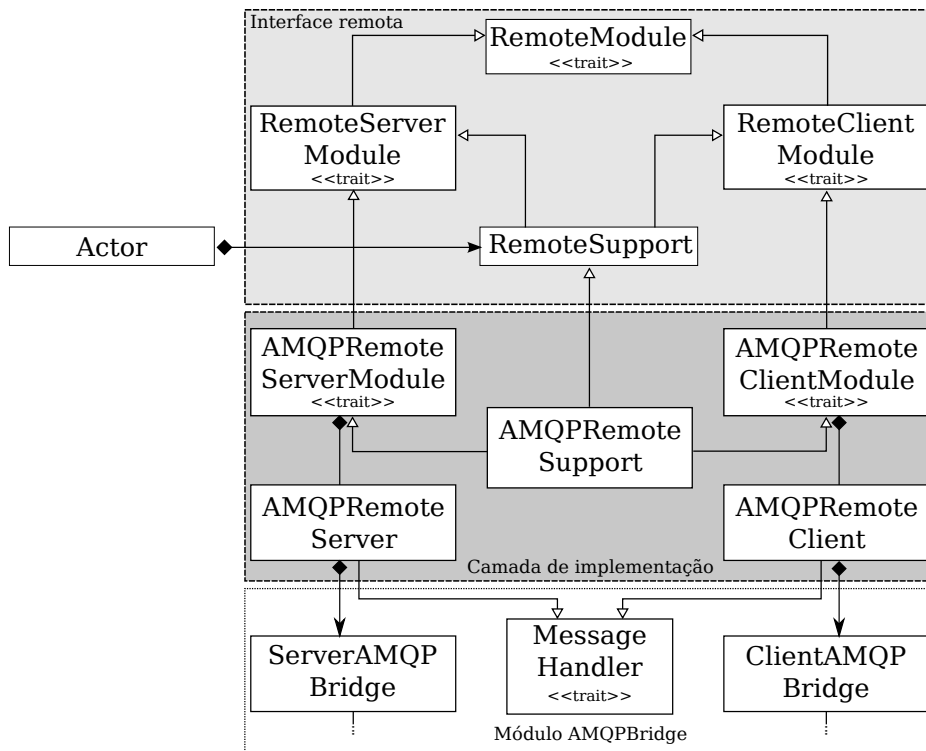 Interface remota
RemoteModule
<<trait>>
RemoteServer
Module
<<trait>>
RemoteClient
Module
<<trait>>
Actor
RemoteSupport
AMQPRemote
ServerModule
<<trait>>
AMQPRemote
ClientModule
<<trait>>
AMQPRemote
Support
AMQPRemote
Server
AMQPRemote
Client
Camada de implementação
ServerAMQP
Bridge
Message
Handler
<<trait>>
ClientAMQP
Bridge
Módulo AMQPBridge